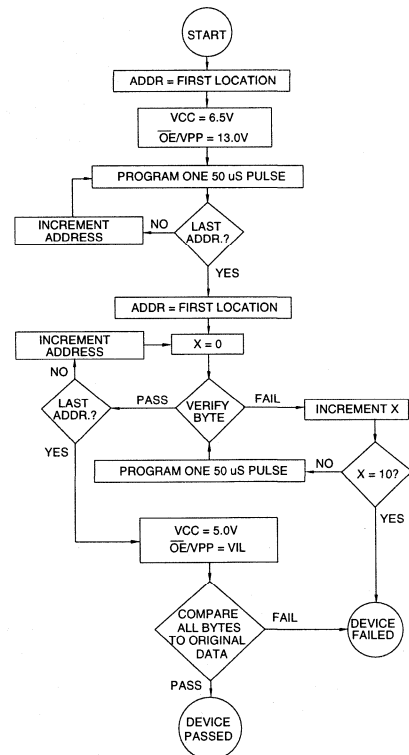 START
ADDR = FIRST LOCATION
VCC = 6.5V
O̅E̅/VPP = 13.0V
PROGRAM ONE 50 uS PULSE
INCREMENT
ADDRESS
NO
LAST
ADDR.?
YES
ADDR = FIRST LOCATION
INCREMENT
ADDRESS
X = 0
NO
LAST
ADDR.?
PASS
VERIFY
BYTE
FAIL
INCREMENT X
YES
PROGRAM ONE 50 uS PULSE
NO
X = 10?
YES
VCC = 5.0V
O̅E̅/VPP = VIL
COMPARE
ALL BYTES
TO ORIGINAL
DATA
FAIL
DEVICE
FAILED
PASS
DEVICE
PASSED